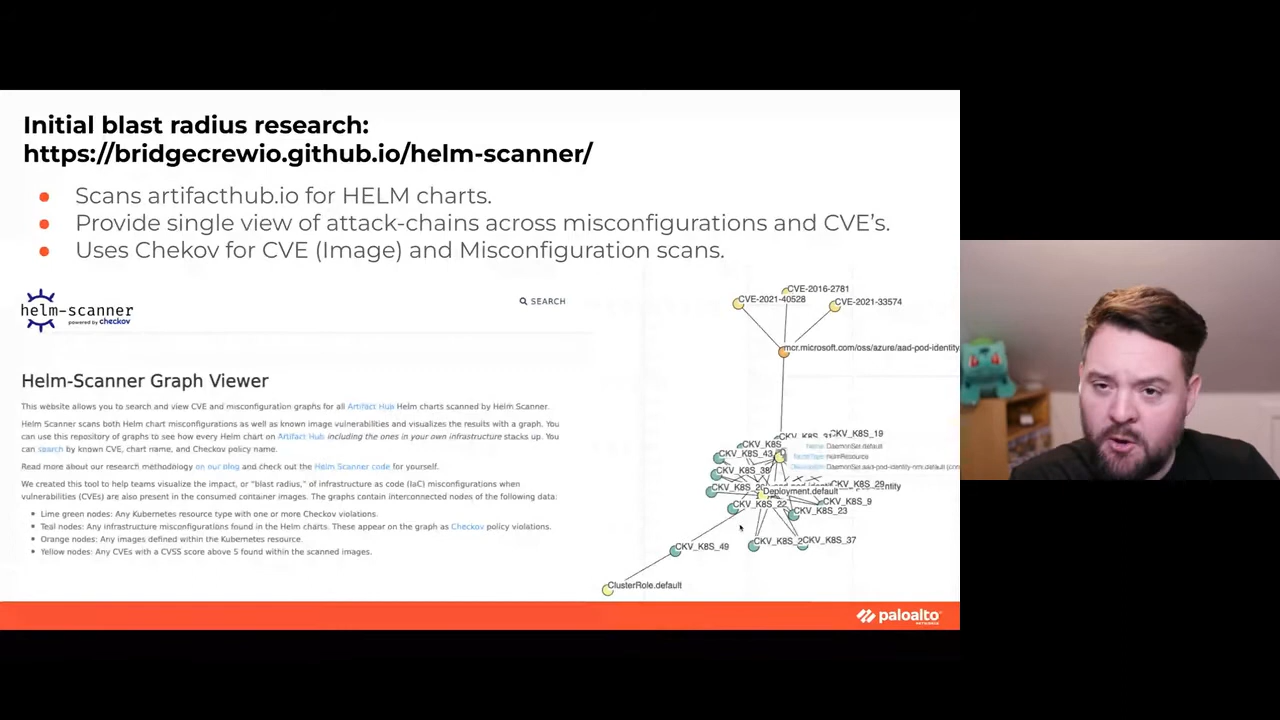 Initial blast radius research:
https://bridgecrewio.github.io/helm-scanner/
● Scans artifacthub.io for HELM charts.
● Provide single view of attack-chains across misconfigurations and CVE's.
● Uses Chekov for CVE (Image) and Misconfiguration scans.
helm-scanner
powered by checkov
SEARCH
Helm-Scanner Graph Viewer
This website allows you to search and view CVE and misconfiguration graphs for all Artifact Hub Helm charts scanned by Helm Scanner.
Helm Scanner scans both Helm chart misconfigurations as well as known image vulnerabilities and visualizes the results with a graph. You
can use this repository of graphs to see how every Helm chart on Artifact Hub including the ones in your own infrastructure stacks up. You
can search by known CVE, chart name, and Checkov policy name.
Read more about our research methodology on our blog and check out the Helm Scanner code for yourself.
We created this tool to help teams visualize the impact, or "blast radius," of infrastructure as code (IaC) misconfigurations when
vulnerabilities (CVEs) are also present in the consumed container images. The graphs contain interconnected nodes of the following data:
Lime green nodes: Any Kubernetes resource type with one or more Checkov violations.
Teal nodes: Any infrastructure misconfigurations found in the Helm charts. These appear on the graph as Checkov policy violations.
Orange nodes: Any images defined within the Kubernetes resource.
Yellow nodes: Any CVEs with a CVSS score above 5 found within the scanned images.
CVE-2016-2781
CVE-2021-40528
CVE-2021-33574
mcr.microsoft.com/oss/azure/aad-pod-identity
CKV_K8S_19
CKV_K8S
CKV_K8S_43
Name: DaemonSet.default
CKV_K8S_38
CKV_K8S_29
Deployment.default
CKV_K8S_9
CKV_K8S_22
CKV_K8S_23
CKV_K8S_37
CKV_K8S_49
ClusterRole.default
paloalto
NETWORKS